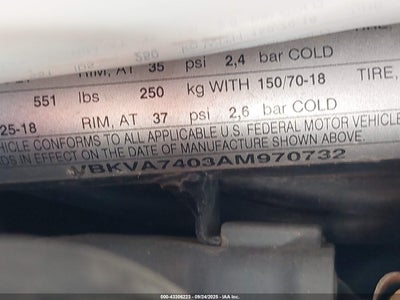 RIM, AT 35 psi 2,4 bar COLD
551 lbs 250 kg WITH 150/70-18 TIRE,
25-18 RIM, AT 37 psi 2,6 bar COLD
HICLE CONFORMS TO ALL APPLICABLE U.S. FEDERAL MOTOR VEHICLE
DS IN EFFECT ON THE DATE OF MANUFACTURE SHOWN ABOVE.
VBKVA7403AM970732
000-43308223 - 09/24/2025 - IAA Inc.